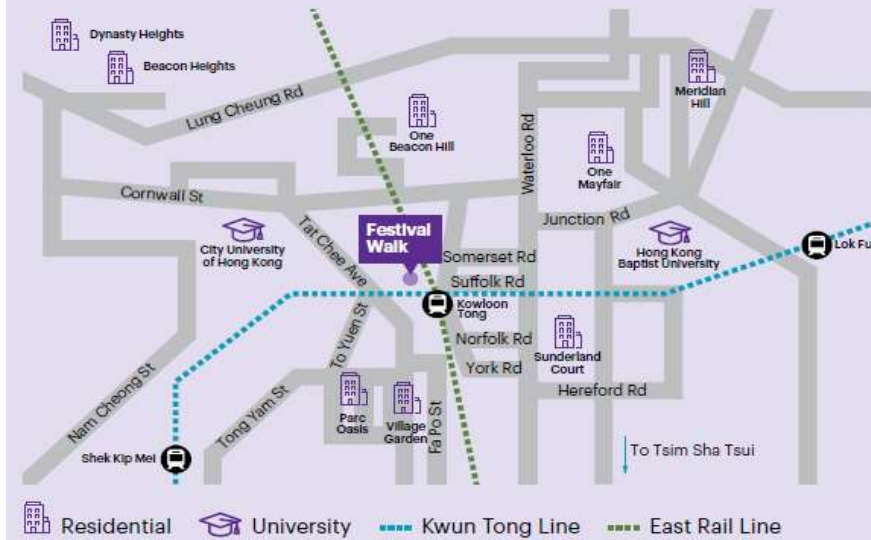 Dynasty Heights
Beacon Heights
Lung Cheung Rd
One
Beacon Hill
Waterloo Rd
Meridian
Hill
One
Mayfair
Cornwall St
City University
of Hong Kong
Tat Chee Ave
Festival
Walk
Junction Rd
Somerset Rd
Suffolk Rd
Hong Kong
Baptist University
Lok Fu
Kowloon
Tong
To Yuen St
Norfolk Rd
York Rd
Sunderland
Court
Hereford Rd
Nam Cheong St
Tong Yam St
Parc
Oasis
Village
Garden
Fa Po St
Shek Kip Mei
To Tsim Sha Tsui
Residential
University
Kwun Tong Line
East Rail Line